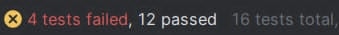 4 tests failed, 12 passed 16 tests total,